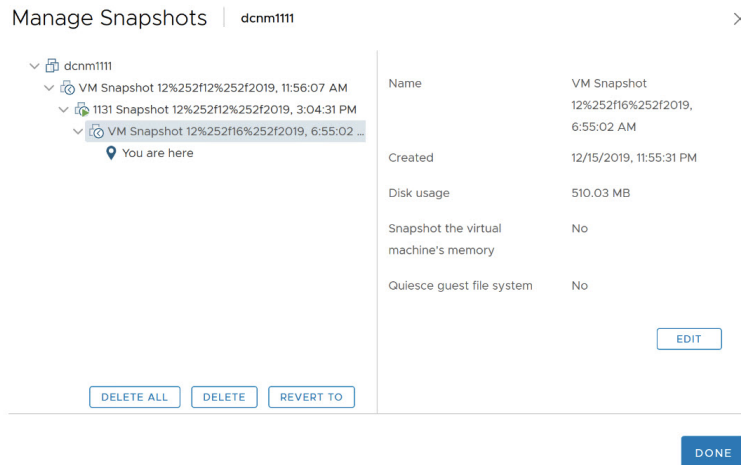 Manage Snapshots dcnm1111
dcnm1111
VM Snapshot 12%252f12%252f2019, 11:56:07 AM
1131 Snapshot 12%252f12%252f2019, 3:04:31 PM
VM Snapshot 12%252f16%252f2019, 6:55:02 ...
You are here
Name VM Snapshot
12%252f16%252f2019,
6:55:02 AM
Created 12/15/2019, 11:55:31 PM
Disk usage 510.03 MB
Snapshot the virtual No
machine's memory
Quiesce guest file system No
EDIT
DELETE ALL DELETE REVERT TO
DONE